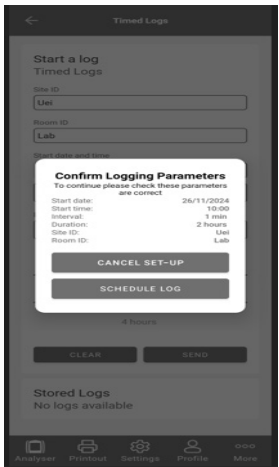 Timed Logs
Start a log
Timed Logs
Site ID
Uei
Room ID
Lab
Start date and time
Confirm Logging Parameters
To continue please check these parameters
are correct
Start date: 26/11/2024
Start time: 10:00
Interval: 1 min
Duration: 2 hours
Site ID: Uei
Room ID: Lab
CANCEL SET-UP
SCHEDULE LOG
4 hours
CLEAR SEND
Stored Logs
No logs available
Analyser Printout Settings Profile More